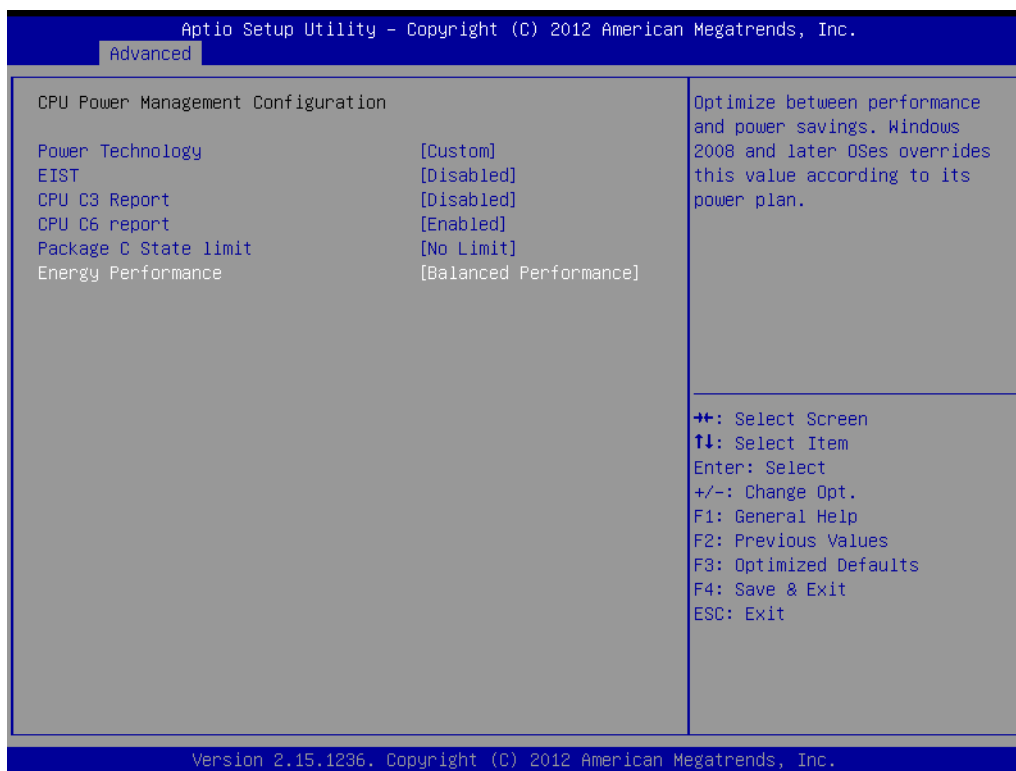 Aptio Setup Utility – Copyright (C) 2012 American Megatrends, Inc.
Advanced
CPU Power Management Configuration
Power Technology [Custom]
EIST [Disabled]
CPU C3 Report [Disabled]
CPU C6 report [Enabled]
Package C State limit [No Limit]
Energy Performance [Balanced Performance]
Optimize between performance
and power savings. Windows
2008 and later OSes overrides
this value according to its
power plan.
→←: Select Screen
↑↓: Select Item
Enter: Select
+/-: Change Opt.
F1: General Help
F2: Previous Values
F3: Optimized Defaults
F4: Save & Exit
ESC: Exit
Version 2.15.1236. Copyright (C) 2012 American Megatrends, Inc.